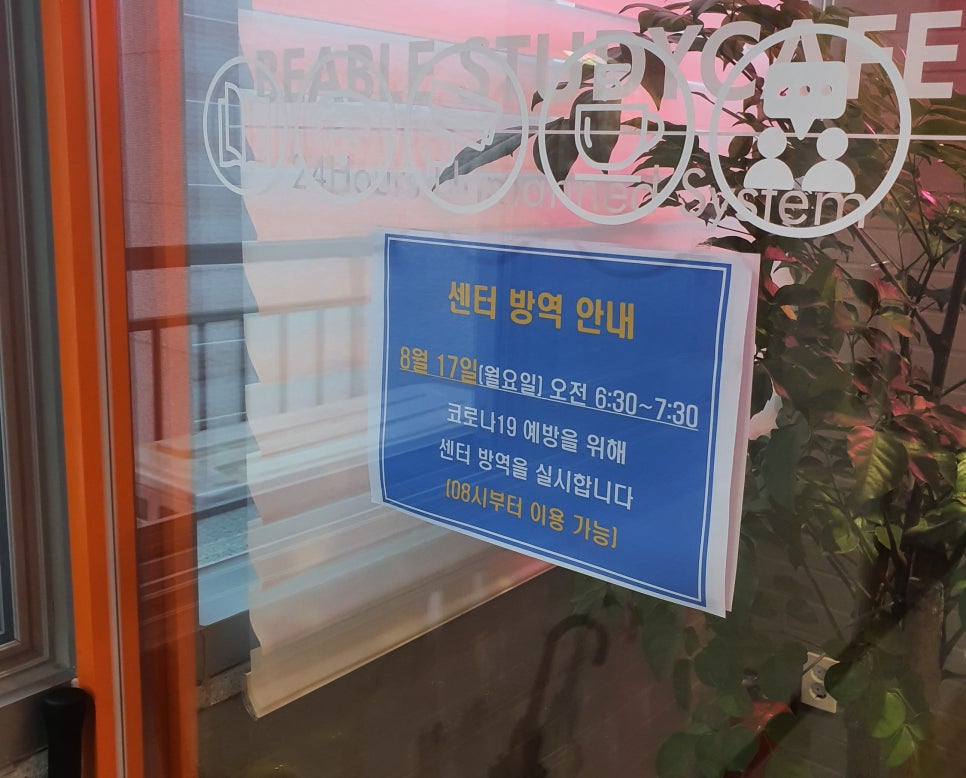 BEABLE STUDYCAFE
24Hours Unmanned System
센터 방역 안내
8월 17일(월요일) 오전 6:30~7:30
코로나19 예방을 위해
센터 방역을 실시합니다
(08시부터 이용 가능)